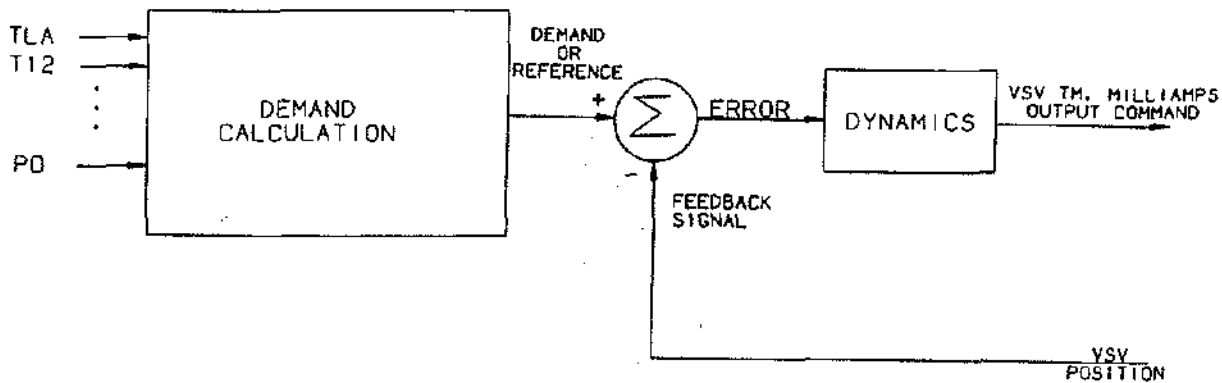 TLA
T12
PO
DEMAND
CALCULATION
DEMAND
OR
REFERENCE
+
Σ
-
ERROR
DYNAMICS
VSV TM, MILLIAMPS
OUTPUT COMMAND
FEEDBACK
SIGNAL
VSV
POSITION